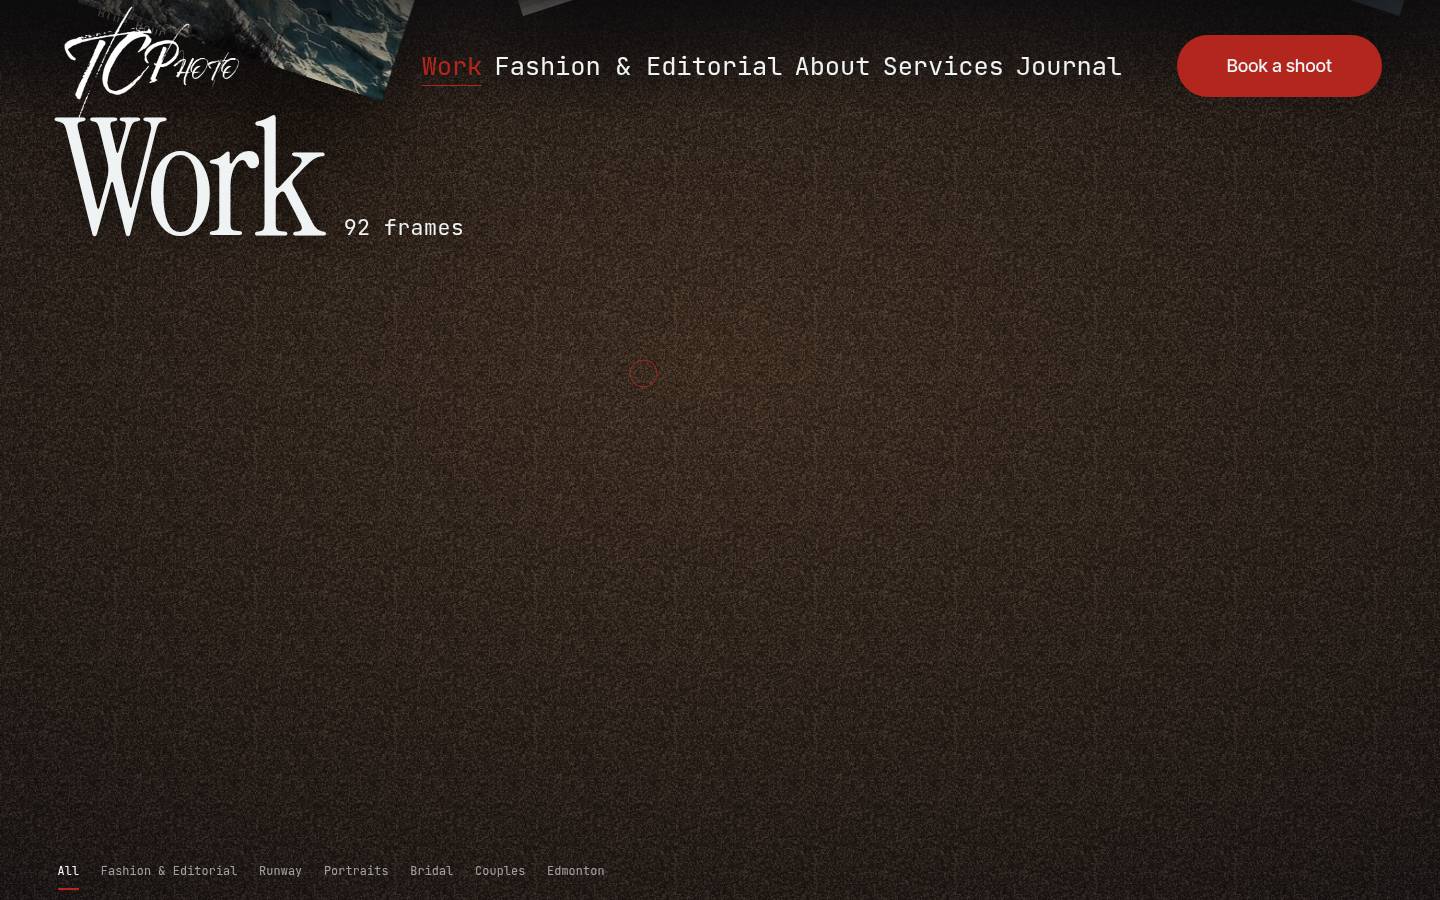 TCPHOTO
Work Fashion & Editorial About Services Journal
Book a shoot
Work 92 frames
All Fashion & Editorial Runway Portraits Bridal Couples Edmonton